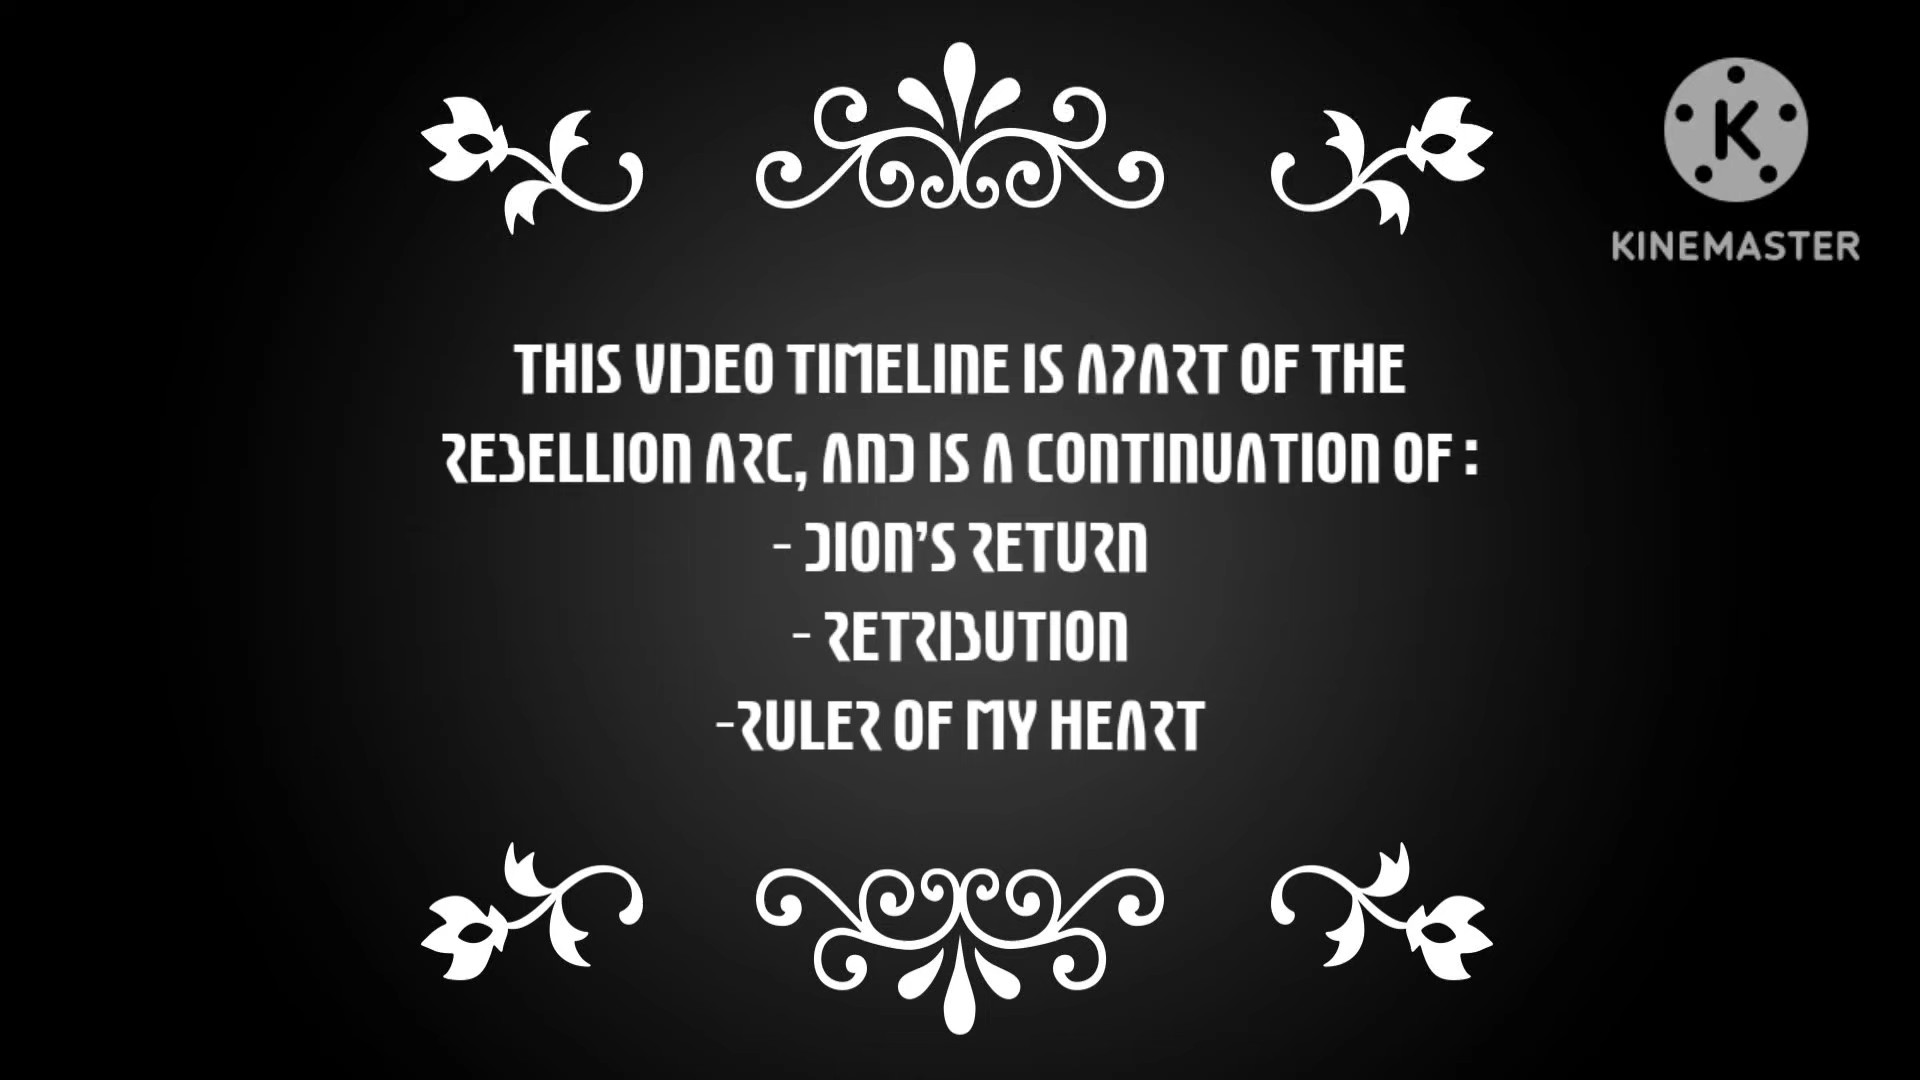 K
KINEMASTER
THIS VIDEO TIMELINE IS APART OF THE
REBELLION ARC, AND IS A CONTINUATION OF :
- DION'S RETURN
- RETRIBUTION
-RULER OF MY HEART